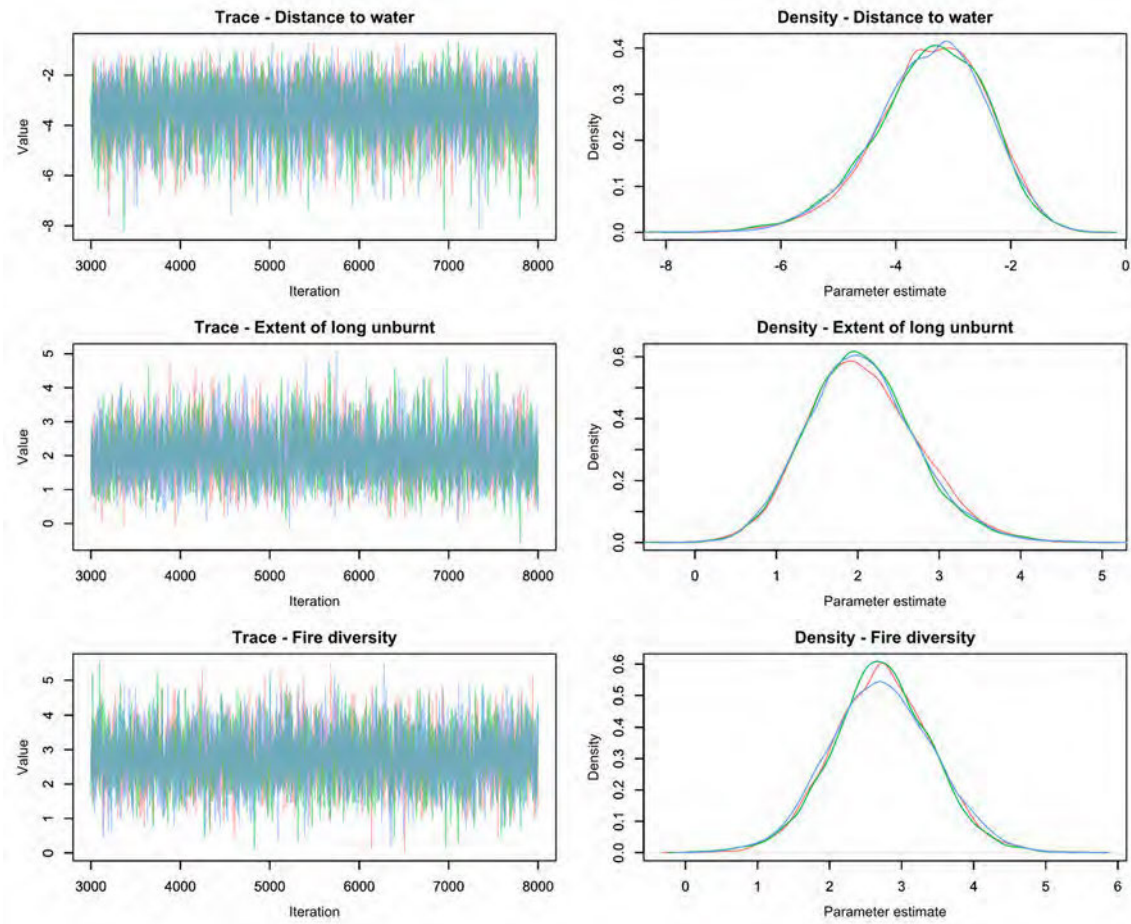 Trace - Distance to water
Value
-2
-4
-6
-8
3000 4000 5000 6000 7000 8000
Iteration
Density - Distance to water
Density
0.4
0.3
0.2
0.1
0.0
-8 -6 -4 -2 0
Parameter estimate
Trace - Extent of long unburnt
Value
5
4
3
2
1
0
3000 4000 5000 6000 7000 8000
Iteration
Density - Extent of long unburnt
Density
0.6
0.4
0.2
0.0
0 1 2 3 4 5
Parameter estimate
Trace - Fire diversity
Value
5
4
3
2
1
0
3000 4000 5000 6000 7000 8000
Iteration
Density - Fire diversity
Density
0.6
0.5
0.4
0.3
0.2
0.1
0.0
0 1 2 3 4 5 6
Parameter estimate